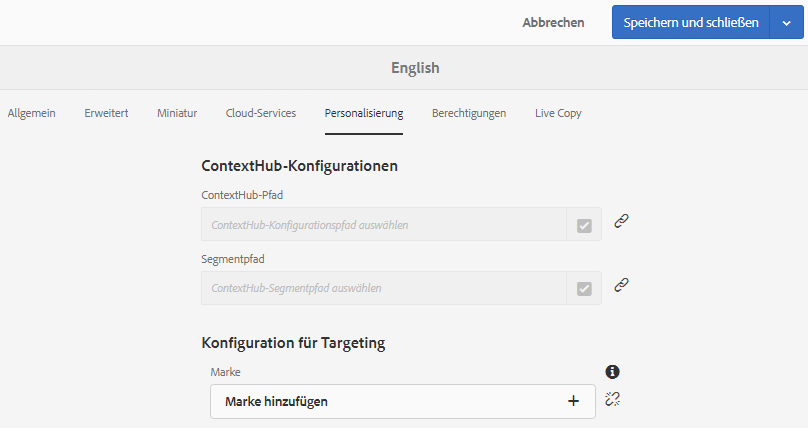 Abbrechen
Speichern und schließen
English
Allgemein Erweitert Miniatur Cloud-Services Personalisierung Berechtigungen Live Copy
ContextHub-Konfigurationen
ContextHub-Pfad
ContextHub-Konfigurationspfad auswählen
Segmentpfad
ContextHub-Segmentpfad auswählen
Konfiguration für Targeting
Marke
Marke hinzufügen